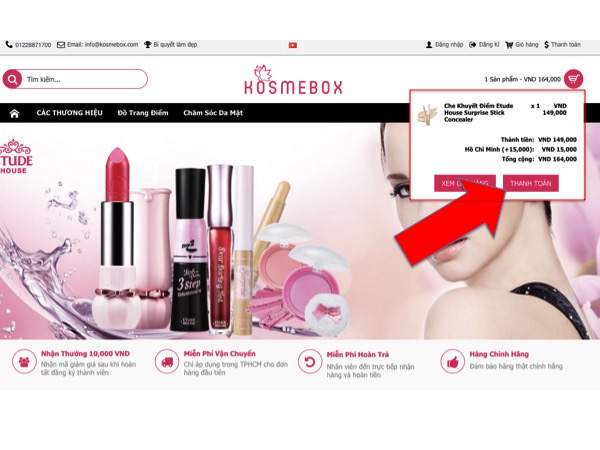 01228871700 Email: info@kosmebox.com Bí quyết làm đẹp Đăng nhập Đăng Kí Giỏ hàng $ Thanh toán
Tìm kiếm...
KOSMEBOX
1 Sản phẩm - VND 164,000
CÁC THƯƠNG HIỆU Đồ Trang Điểm Chăm Sóc Da Mặt
Che Khuyết Điểm Etude x 1 VND
House Surprise Stick 149,000
Concealer
Thành tiền: VND 149,000
Hồ Chí Minh (+15,000): VND 15,000
Tổng cộng: VND 164,000
XEM GIỎ HÀNG THANH TOÁN
ETUDE
HOUSE
3 step
ETUDE HOUSE
Nhận Thưởng 10,000 VND
Nhận mã giảm giá sau khi hoàn
tất đăng ký thành viên
Miễn Phí Vận Chuyển
Chỉ áp dụng trong TPHCM cho đơn
hàng đầu tiên
Miễn Phí Hoàn Trả
Nhân viên đến trực tiếp nhận
hàng và hoàn tiền
Hàng Chính Hãng
Đảm bảo hàng thật chính hãng